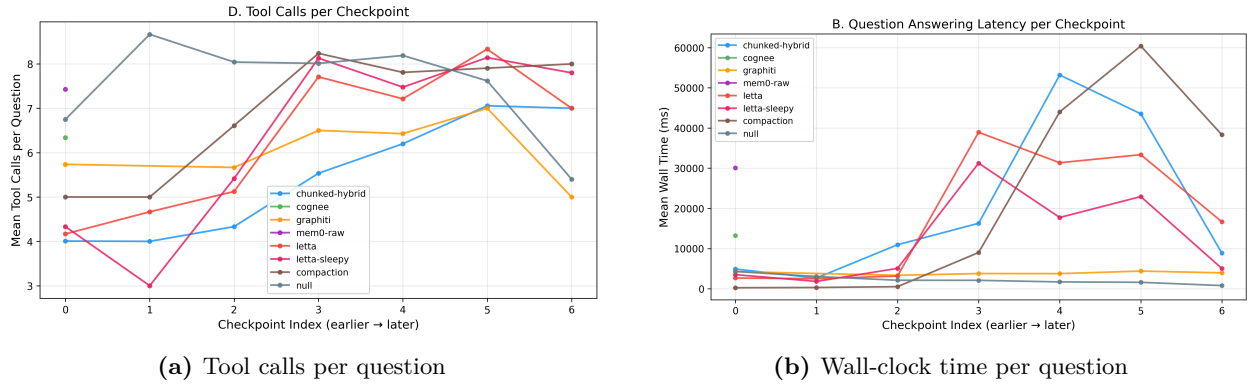 D. Tool Calls per Checkpoint
Mean Tool Calls per Question
8
7
6
5
4
3
0
1
2
3
4
5
6
Checkpoint Index (earlier → later)
chunked-hybrid
cognee
graphiti
mem0-raw
letta
letta-sleepy
compaction
null
(a) Tool calls per question
B. Question Answering Latency per Checkpoint
Mean Wall Time (ms)
60000
50000
40000
30000
20000
10000
0
0
1
2
3
4
5
6
Checkpoint Index (earlier → later)
chunked-hybrid
cognee
graphiti
mem0-raw
letta
letta-sleepy
compaction
null
(b) Wall-clock time per question